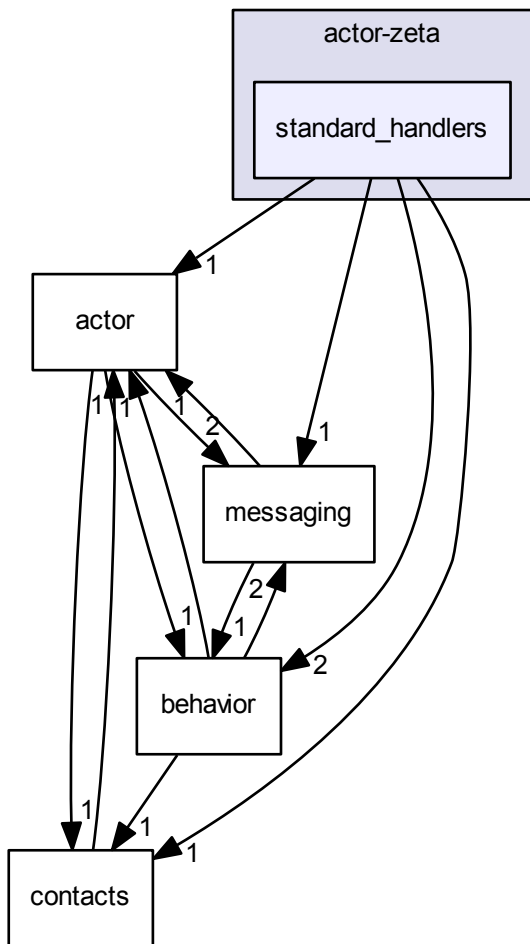 actor-zeta
standard_handlers
1
actor
1
1
1
2
1
messaging
2
1
1
2
behavior
1
1
1
contacts